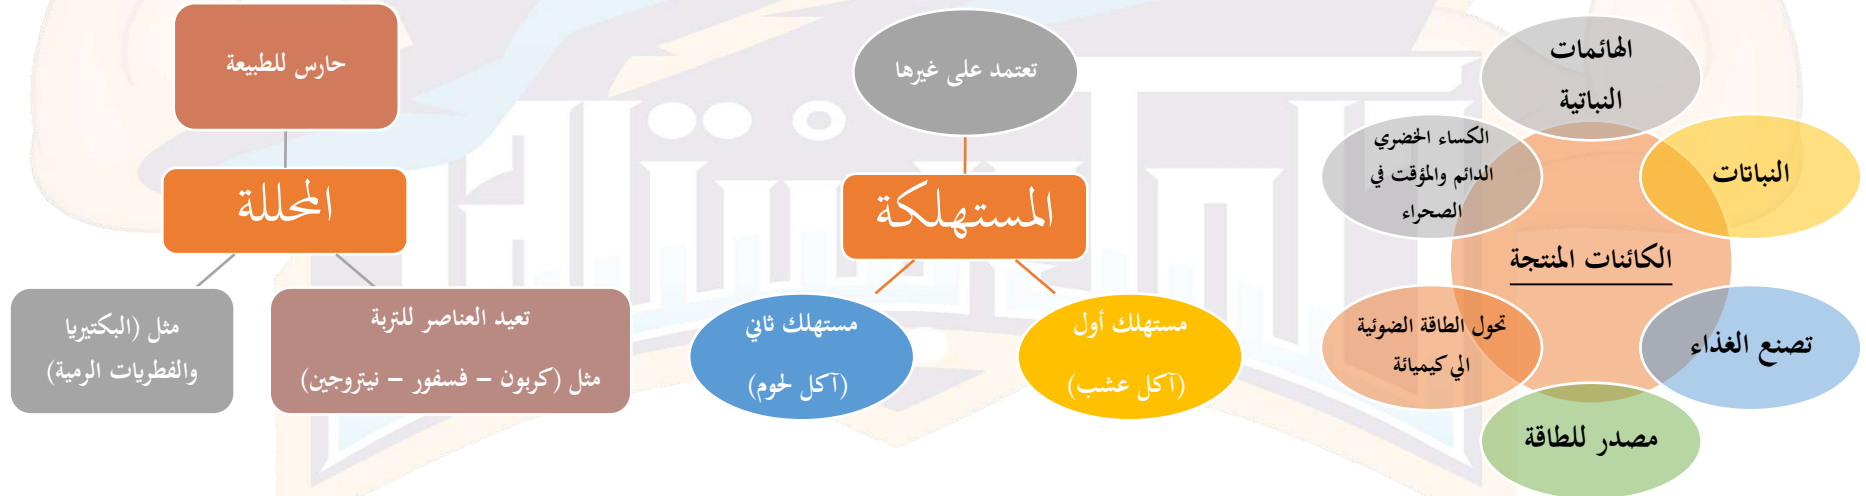 الهائمات
النباتية
النباتات
الكساء الخضري
الدائم والمؤقت في
الصحراء
الكائنات المنتجة
تصنع الغذاء
تحول الطاقة الضوئية
الي كيميائة
مصدر للطاقة
تعتمد على غيرها
المستهلكة
مستهلك أول
(آكل عشب)
مستهلك ثاني
(آكل لحوم)
حارس للطبيعة
المحللة
تعيد العناصر للتربة
مثل (كربون – فسفور – نيتروجين)
مثل (البكتيريا
والفطريات الرمية)